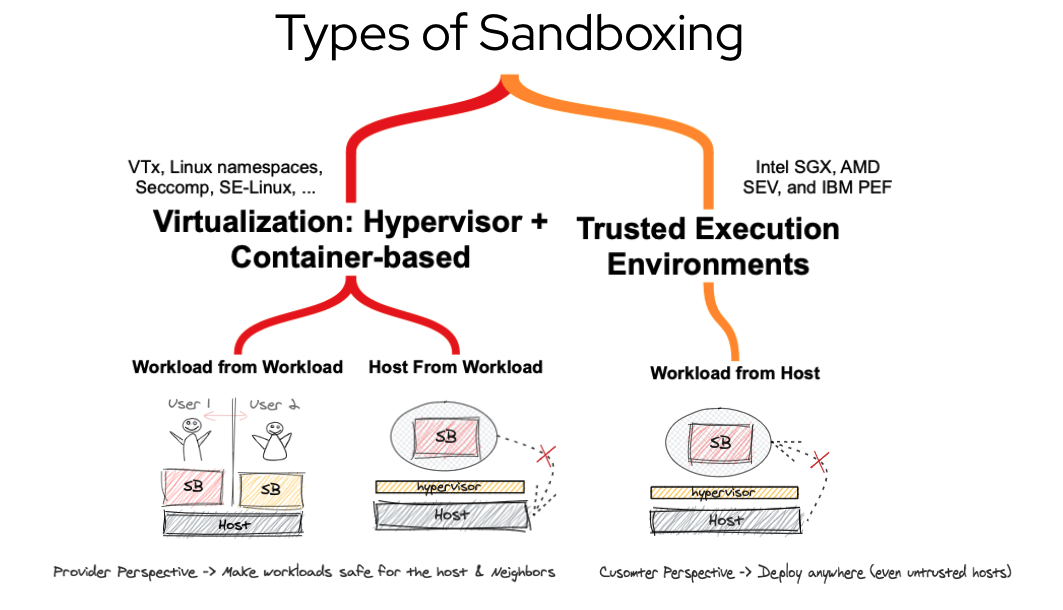 Types of Sandboxing
VTx, Linux namespaces,
Seccomp, SE-Linux, ...
Virtualization: Hypervisor +
Container-based
Intel SGX, AMD
SEV, and IBM PEF
Trusted Execution
Environments
Workload from Workload
Host From Workload
Workload from Host
User 1
User 2
SB
SB
Host
SB
hypervisor
Host
SB
hypervisor
Host
Provider Perspective -> Make workloads safe for the host & Neighbors
Cusomter Perspective -> Deploy anywhere (even untrusted hosts)